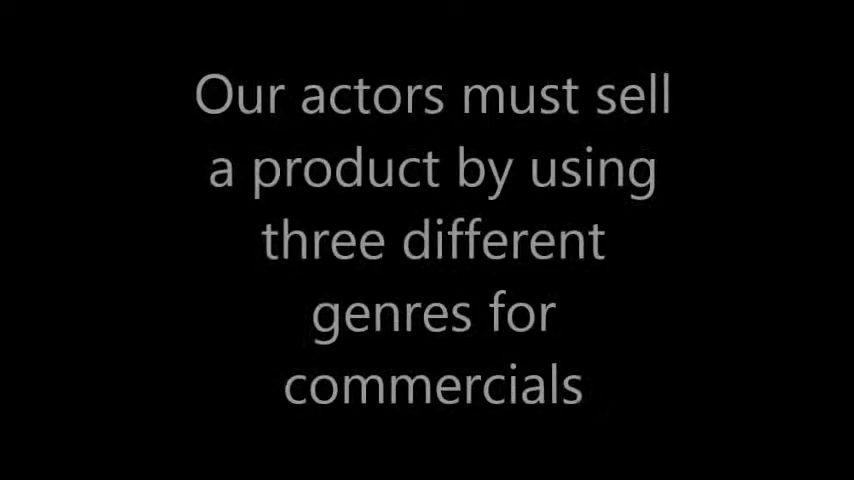 Our actors must sell
a product by using
three different
genres for
commercials